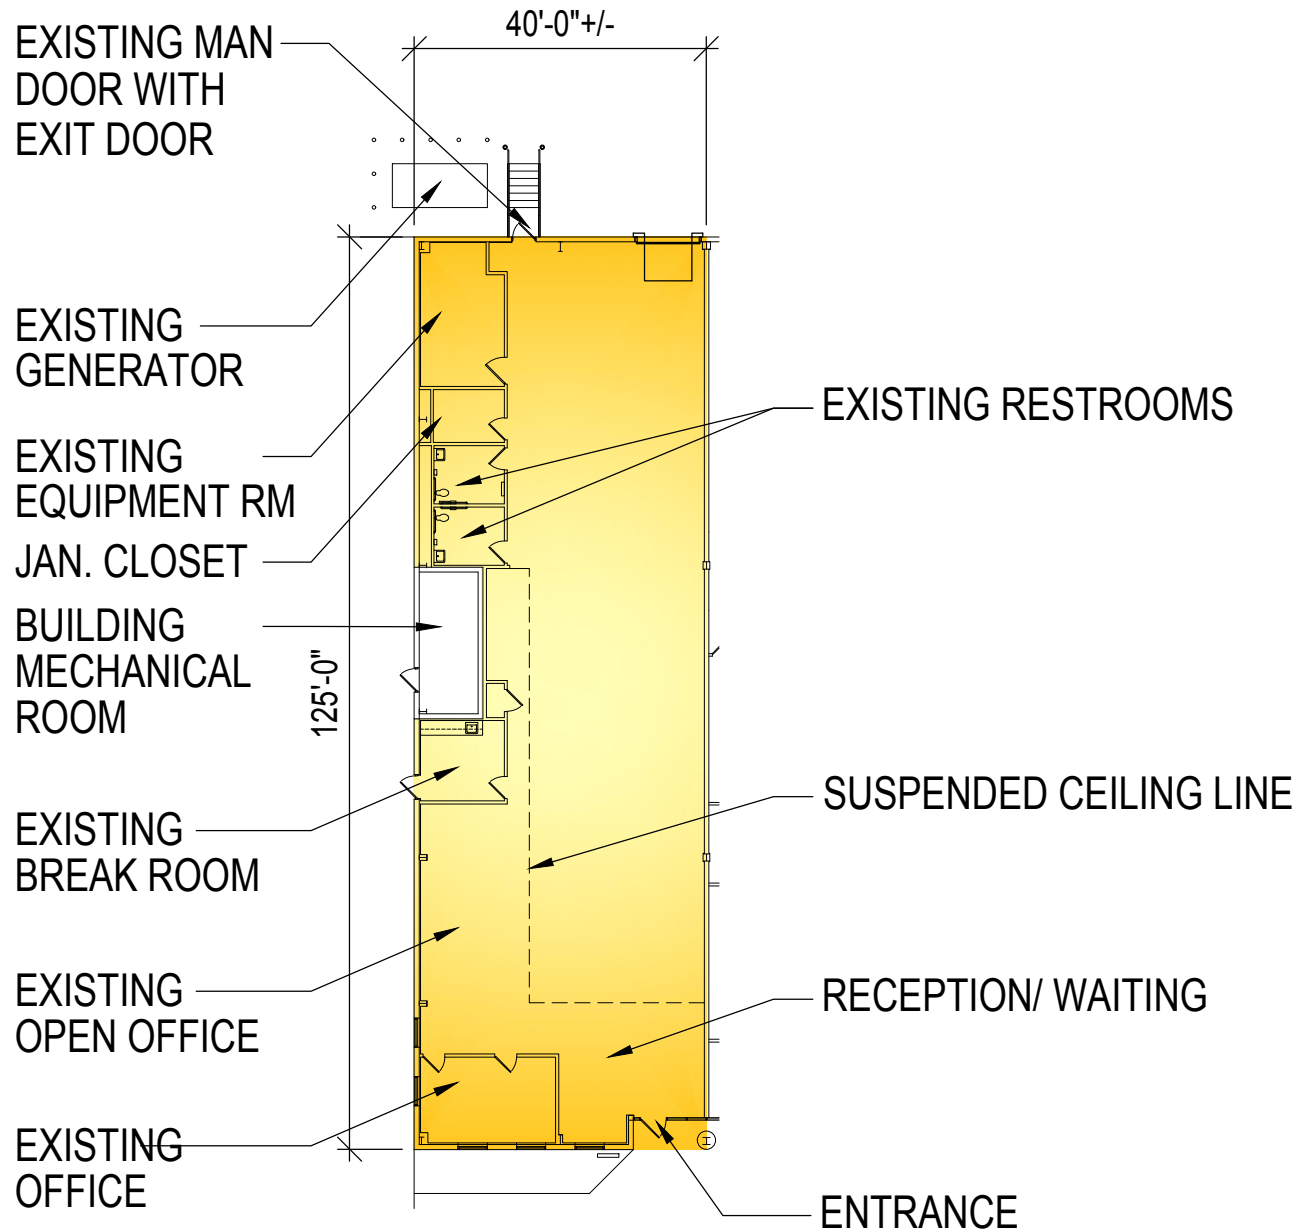 40'-0"+/-
EXISTING MAN
DOOR WITH
EXIT DOOR
EXISTING
GENERATOR
EXISTING RESTROOMS
EXISTING
EQUIPMENT RM
JAN. CLOSET
BUILDING
MECHANICAL
ROOM
125'-0"
SUSPENDED CEILING LINE
EXISTING
BREAK ROOM
EXISTING
OPEN OFFICE
RECEPTION/ WAITING
EXISTING
OFFICE
ENTRANCE